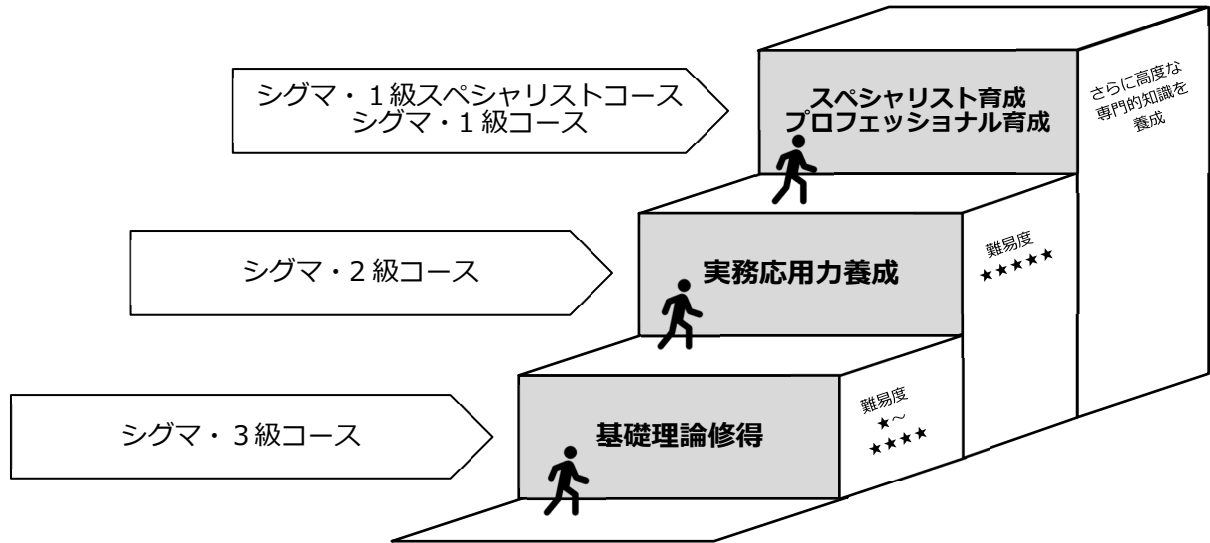 シグマ・１級スペシャリストコース
シグマ・１級コース
スペシャリスト育成
プロフェッショナル育成
さらに高度な
専門的知識を
養成
シグマ・２級コース
実務応用力養成
難易度
★★★★★
シグマ・３級コース
基礎理論修得
難易度
★～
★★★★